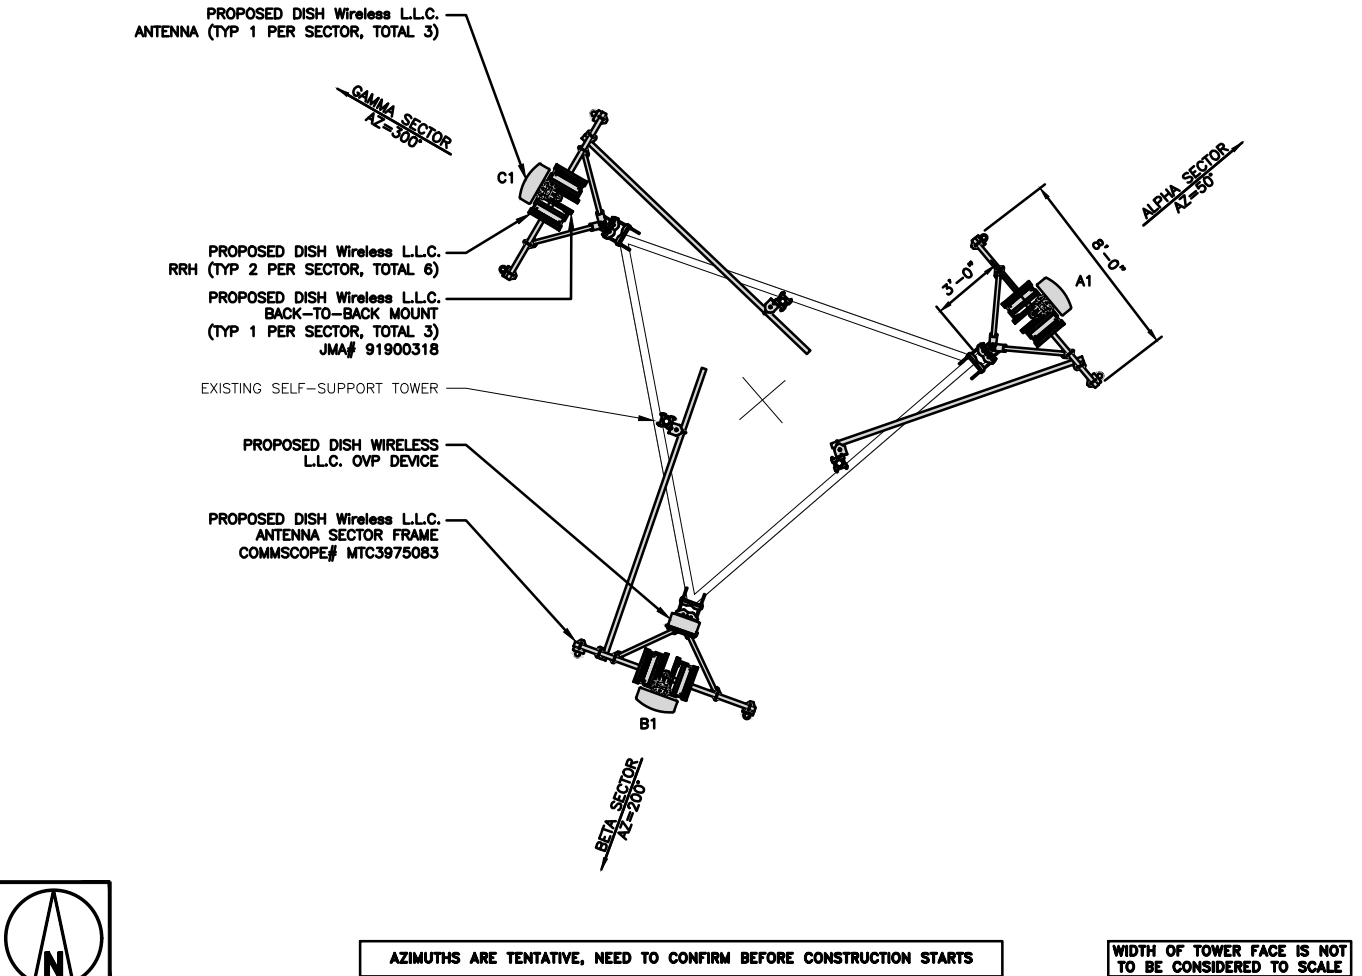 PROPOSED DISH Wireless L.L.C.
ANTENNA (TYP 1 PER SECTOR, TOTAL 3)
GAMMA SECTOR
AZ=300°
C1
ALPHA SECTOR
AZ=50°
PROPOSED DISH Wireless L.L.C.
RRH (TYP 2 PER SECTOR, TOTAL 6)
8'-0"
3'-0"
A1
PROPOSED DISH Wireless L.L.C.
BACK-TO-BACK MOUNT
(TYP 1 PER SECTOR, TOTAL 3)
JMA# 91900318
EXISTING SELF-SUPPORT TOWER
PROPOSED DISH WIRELESS
L.L.C. OVP DEVICE
PROPOSED DISH Wireless L.L.C.
ANTENNA SECTOR FRAME
COMMSCOPE# MTC3975083
B1
BETA SECTOR
AZ=200°
N
AZIMUTHS ARE TENTATIVE, NEED TO CONFIRM BEFORE CONSTRUCTION STARTS
WIDTH OF TOWER FACE IS NOT
TO BE CONSIDERED TO SCALE